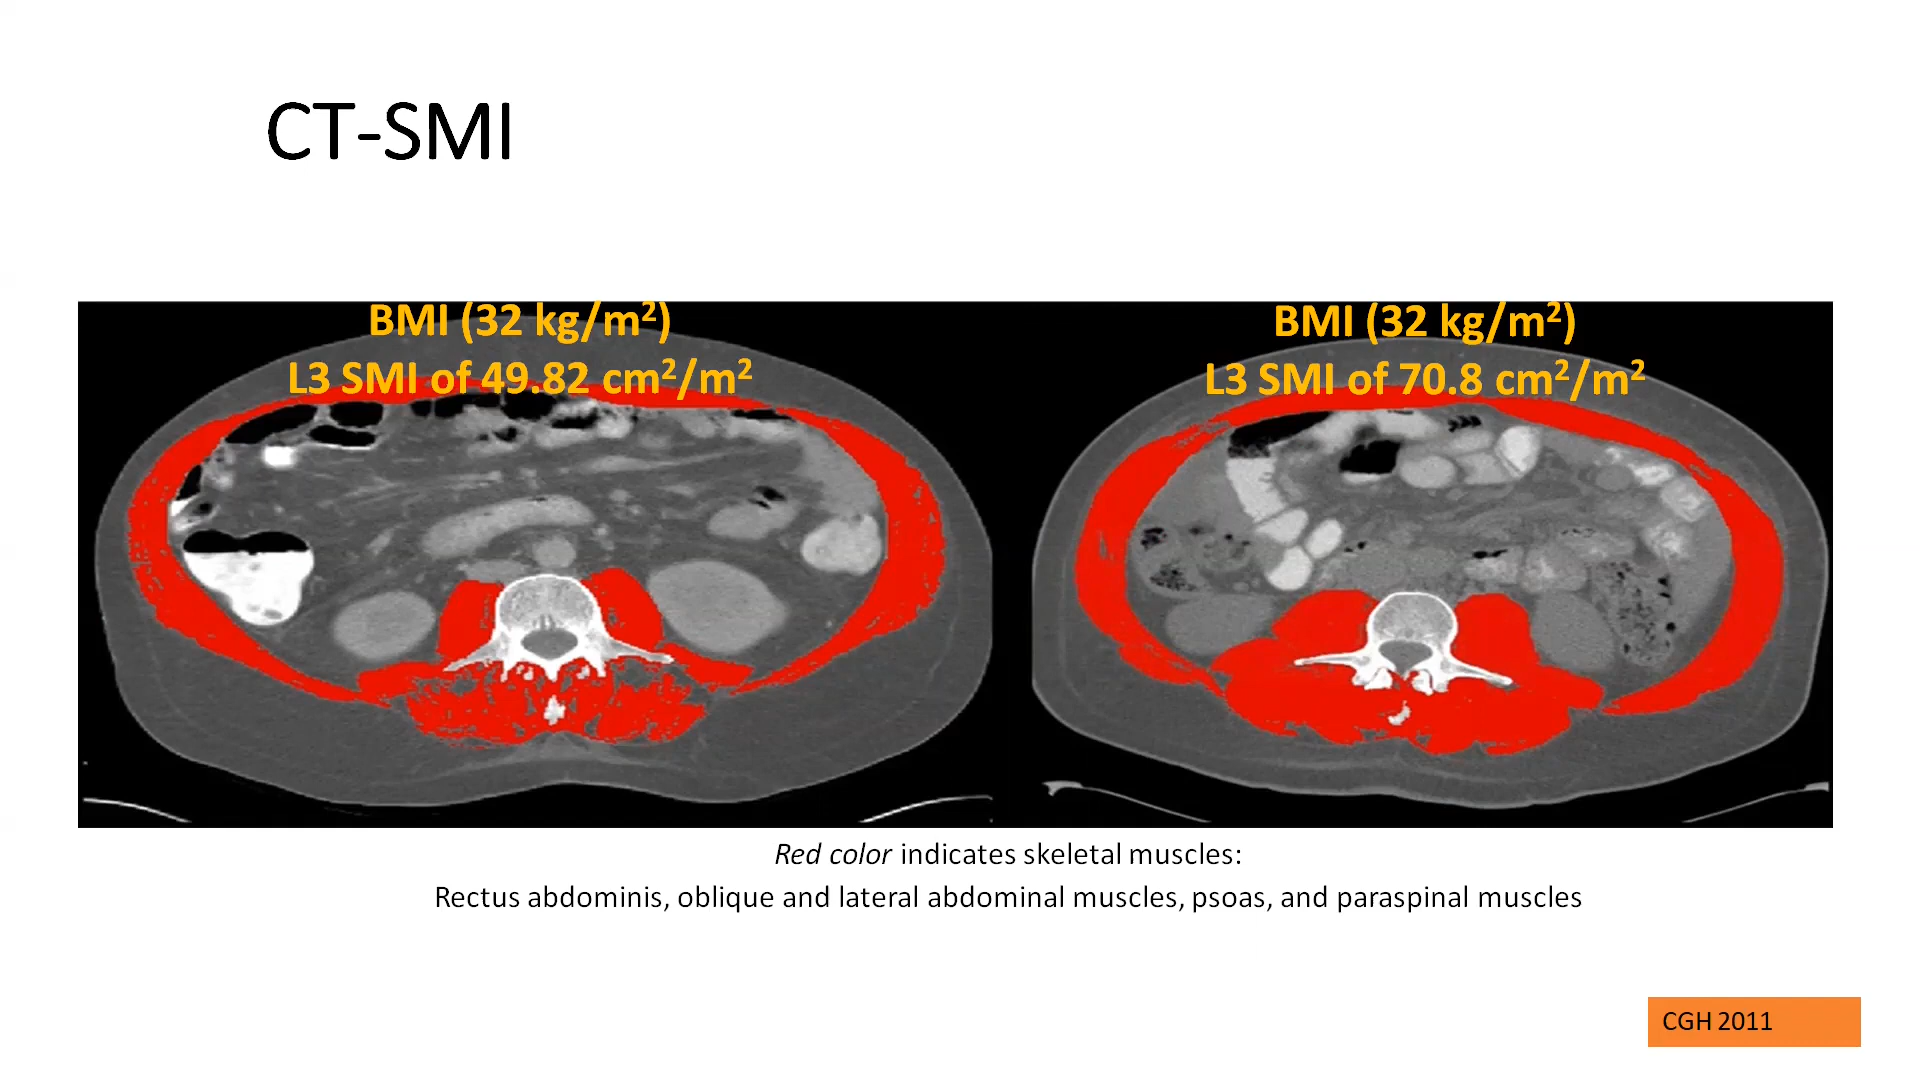 CT-SMI
BMI (32 kg/m²)
L3 SMI of 49.82 cm²/m²
BMI (32 kg/m²)
L3 SMI of 70.8 cm²/m²
Red color indicates skeletal muscles:
Rectus abdominis, oblique and lateral abdominal muscles, psoas, and paraspinal muscles
CGH 2011